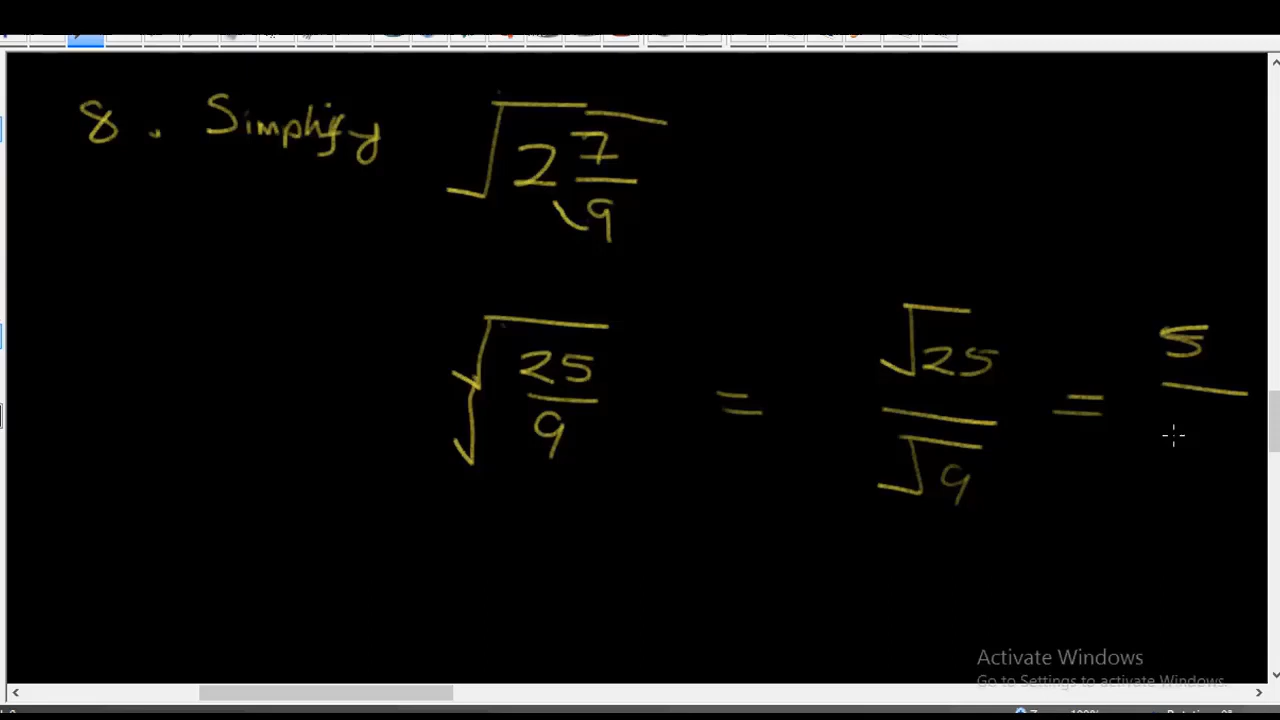 8. Simplify √2 7/9
√25/9 = √25/√9 = 5/
Activate Windows
Go to Settings to activate Windows.